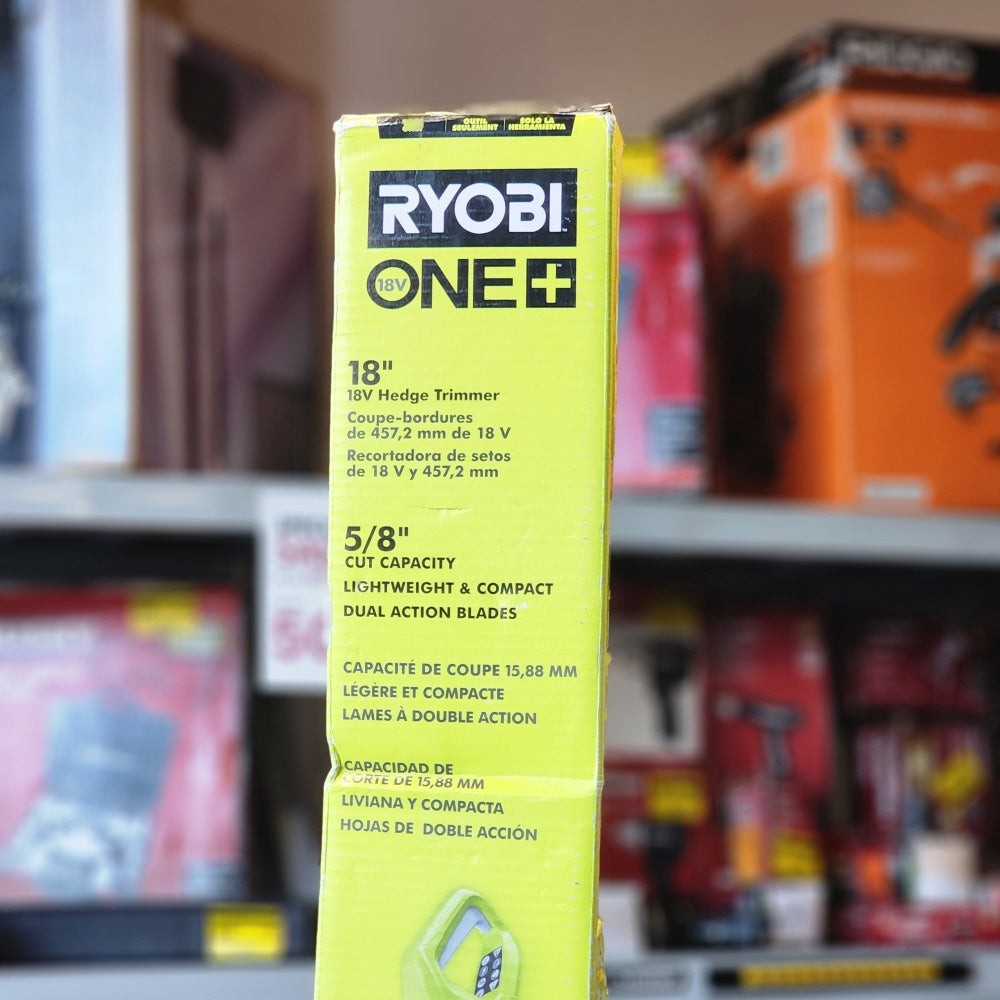 OUTIL SOLO LA
SEULEMENT HERRAMIENTA
RYOBI
18V ONE+
18"
18V Hedge Trimmer
Coupe-bordures
de 457,2 mm de 18 V
Recortadora de setos
de 18 V y 457,2 mm
5/8"
CUT CAPACITY
LIGHTWEIGHT & COMPACT
DUAL ACTION BLADES
CAPACITÉ DE COUPE 15,88 MM
LÉGÈRE ET COMPACTE
LAMES À DOUBLE ACTION
CAPACIDAD DE
CORTE DE 15,88 MM
LIVIANA Y COMPACTA
HOJAS DE DOBLE ACCIÓN
RIDGID